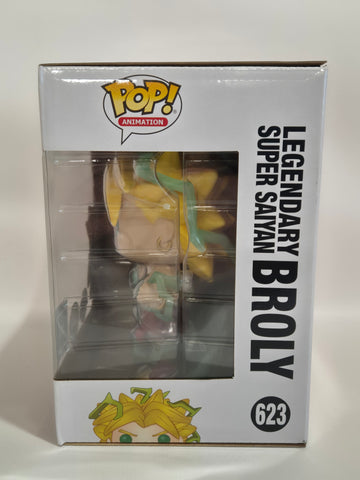 POP!
ANIMATION
LEGENDARY
SUPER SAIYAN
BROLY
623